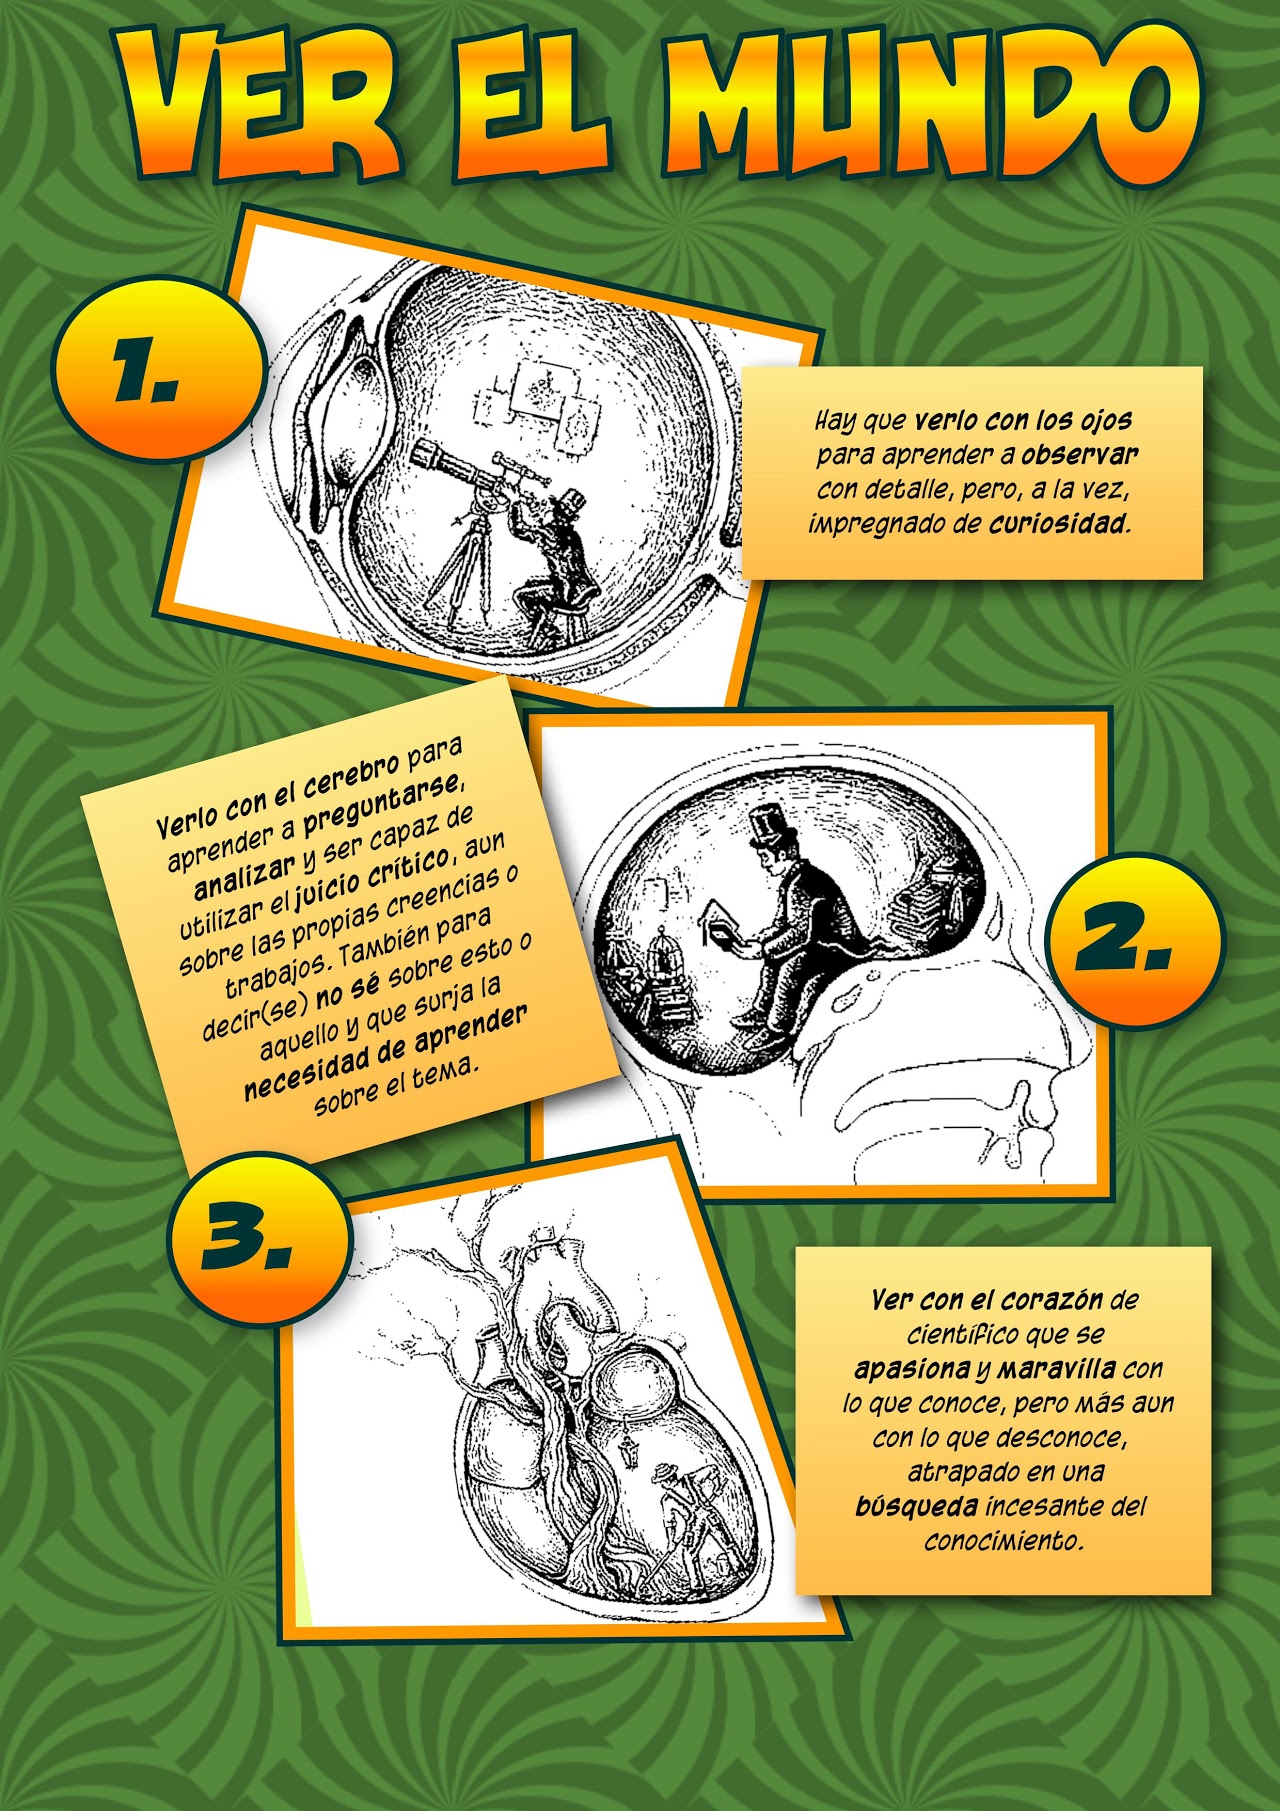 VER EL MUNDO
1.
Hay que verlo con los ojos
para aprender a observar
con detalle, pero, a la vez,
impregnado de curiosidad.
Verlo con el cerebro para
aprender a preguntarse,
analizar y ser capaz de
utilizar el juicio crítico, aun
sobre las propias creencias o
trabajos. También para
decir(se) no sé sobre esto o
aquello y que surja la
necesidad de aprender
sobre el tema.
2.
3.
Ver con el corazón de
científico que se
apasiona y maravilla con
lo que conoce, pero más aun
con lo que desconoce,
atrapado en una
búsqueda incesante del
conocimiento.